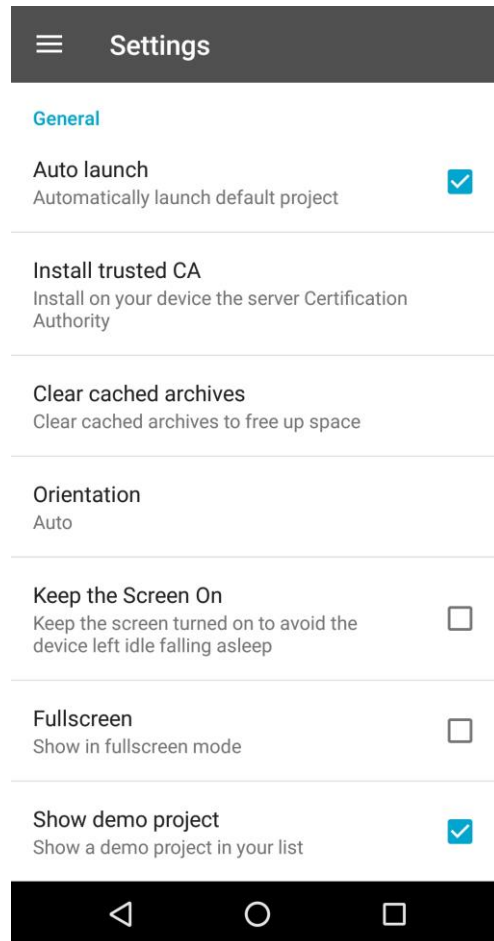 Settings
General
Auto launch
Automatically launch default project
Install trusted CA
Install on your device the server Certification
Authority
Clear cached archives
Clear cached archives to free up space
Orientation
Auto
Keep the Screen On
Keep the screen turned on to avoid the
device left idle falling asleep
Fullscreen
Show in fullscreen mode
Show demo project
Show a demo project in your list